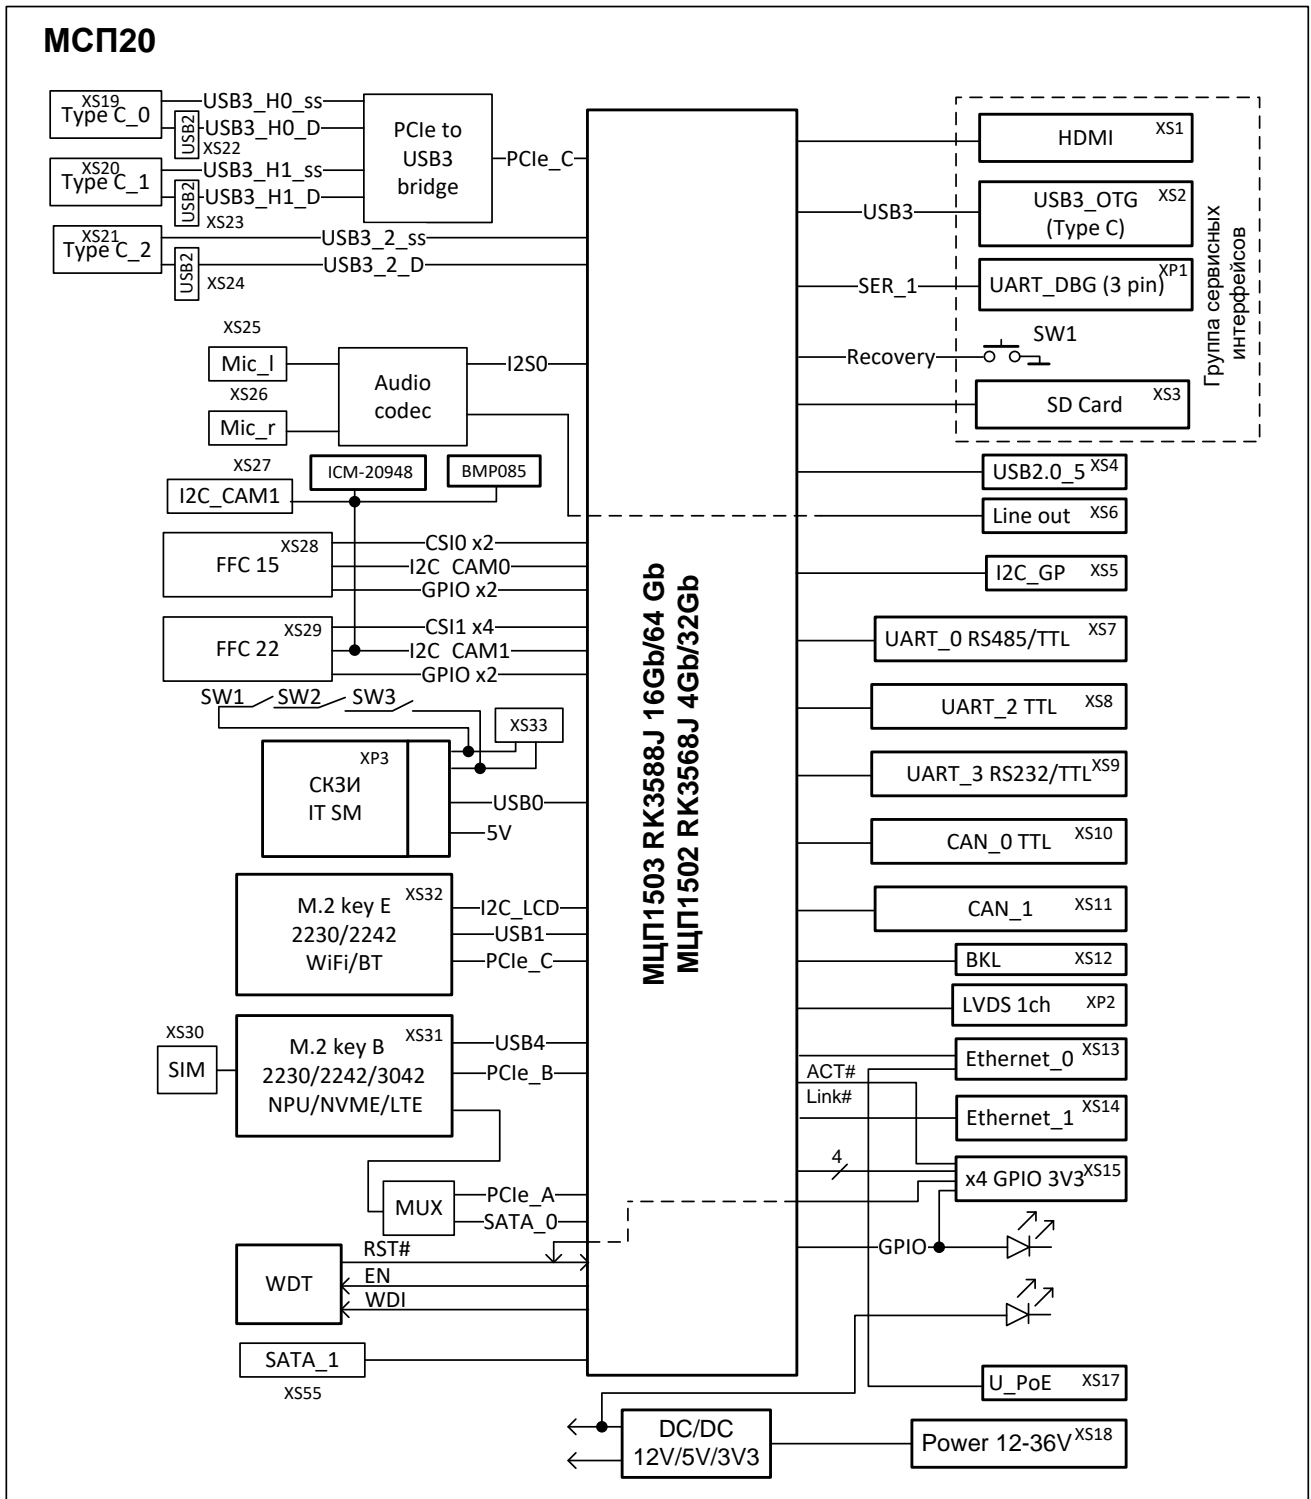 МСП20
XS19
Type C_0
USB3_H0_ss
USB2
USB3_H0_D
XS22
XS20
Type C_1
USB3_H1_ss
USB2
USB3_H1_D
XS23
PCIe to
USB3
bridge
PCIe_C
XS21
Type C_2
USB3_2_ss
USB2
USB3_2_D
XS24
XS25
Mic_l
XS26
Mic_r
Audio
codec
I2S0
XS27
I2C_CAM1
ICM-20948
BMP085
XS28
FFC 15
CSI0 x2
I2C_CAM0
GPIO x2
XS29
FFC 22
CSI1 x4
I2C_CAM1
GPIO x2
SW1
SW2
SW3
XS33
XP3
СКЗИ
IT SM
USB0
5V
XS32
M.2 key E
2230/2242
WiFi/BT
I2C_LCD
USB1
PCIe_C
XS30
SIM
XS31
M.2 key B
2230/2242/3042
NPU/NVME/LTE
USB4
PCIe_B
MUX
PCIe_A
SATA_0
WDT
RST#
EN
WDI
SATA_1
XS55
МЦП1503 RK3588J 16Gb/64 Gb
МЦП1502 RK3568J 4Gb/32Gb
HDMI
XS1
USB3
USB3_OTG
(Type C)
XS2
SER_1
UART_DBG (3 pin)
XP1
Recovery
SW1
SD Card
XS3
Группа сервисных
интерфейсов
USB2.0_5
XS4
Line out
XS6
I2C_GP
XS5
UART_0 RS485/TTL
XS7
UART_2 TTL
XS8
UART_3 RS232/TTL
XS9
CAN_0 TTL
XS10
CAN_1
XS11
BKL
XS12
LVDS 1ch
XP2
Ethernet_0
XS13
ACT#
Link#
Ethernet_1
XS14
4
x4 GPIO 3V3
XS15
GPIO
U_PoE
XS17
DC/DC
12V/5V/3V3
Power 12-36V
XS18